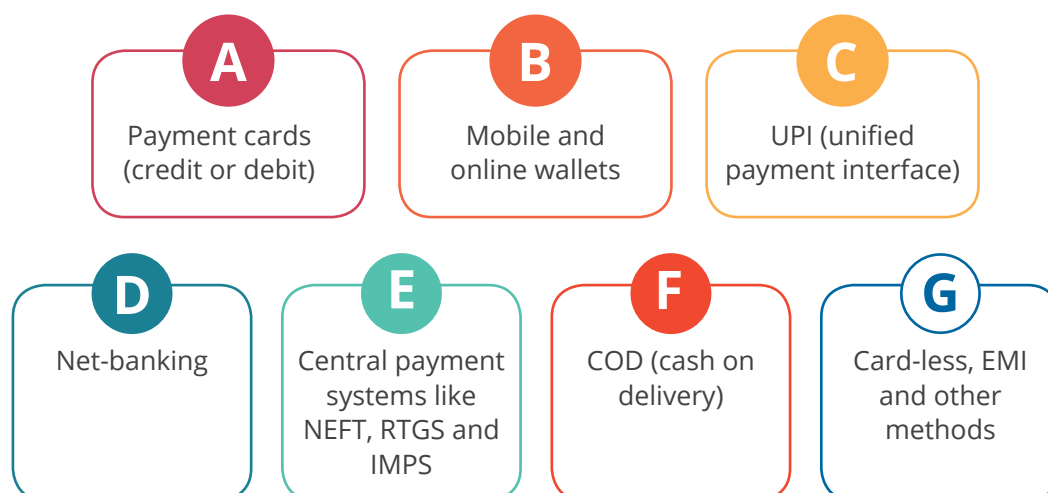 A
Payment cards
(credit or debit)
B
Mobile and
online wallets
C
UPI (unified
payment interface)
D
Net-banking
E
Central payment
systems like
NEFT, RTGS and
IMPS
F
COD (cash on
delivery)
G
Card-less, EMI
and other
methods